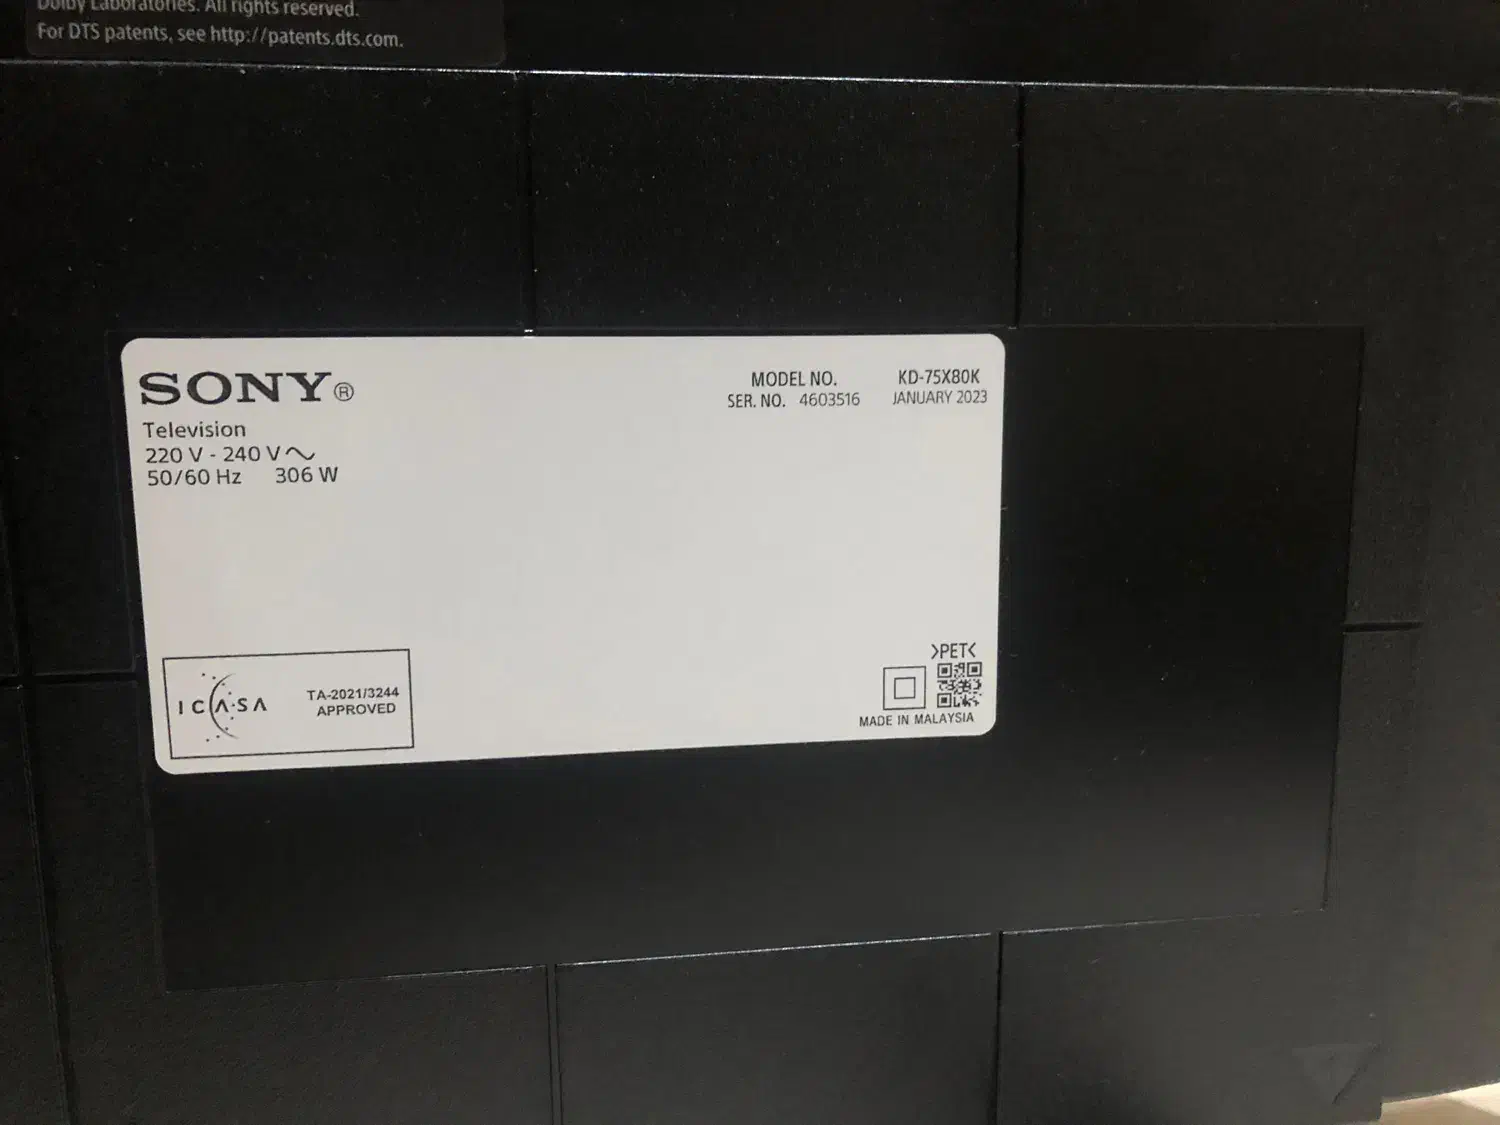 Dolby Laboratories. All rights reserved.
For DTS patents, see http://patents.dts.com.
SONY®
Television
220 V - 240 V~
50/60 Hz 306 W
MODEL NO. KD-75X80K
SER. NO. 4603516 JANUARY 2023
ICASA
TA-2021/3244
APPROVED
>PET<
MADE IN MALAYSIA